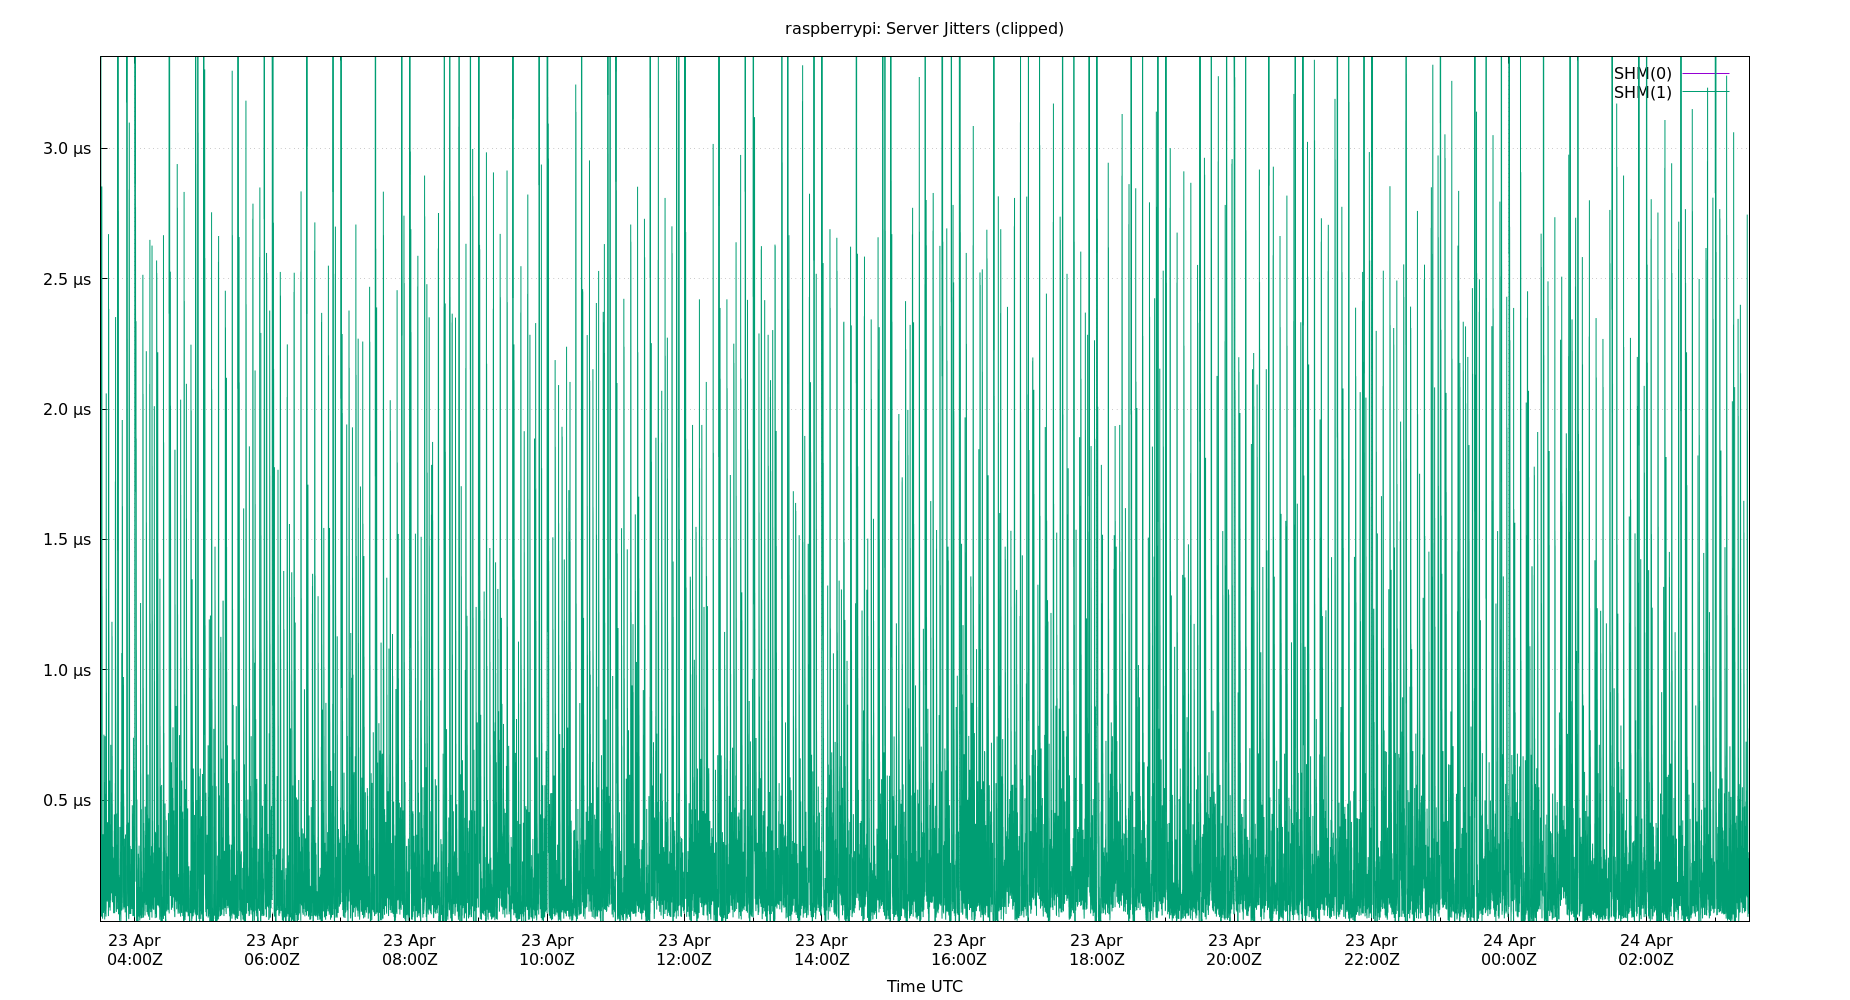 raspberrypi: Server Jitters (clipped)
SHM(0)
SHM(1)
3.0 µs
2.5 µs
2.0 µs
1.5 µs
1.0 µs
0.5 µs
23 Apr 23 Apr 23 Apr 23 Apr 23 Apr 23 Apr 23 Apr 23 Apr 23 Apr 23 Apr 24 Apr 24 Apr
04:00Z 06:00Z 08:00Z 10:00Z 12:00Z 14:00Z 16:00Z 18:00Z 20:00Z 22:00Z 00:00Z 02:00Z
Time UTC